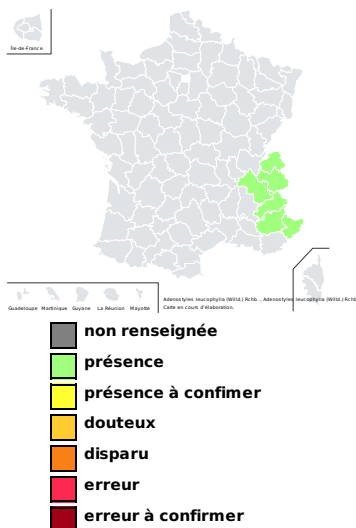 Île-de-France
Guadeloupe Martinique Guyane La Réunion Mayotte
Adenostyles leucophylla (Willd.) Rchb. , Adenostyles leucophylla (Willd.) Rchb
Carte en cours d'élaboration.
non renseignée
présence
présence à confimer
douteux
disparu
erreur
erreur à confirmer